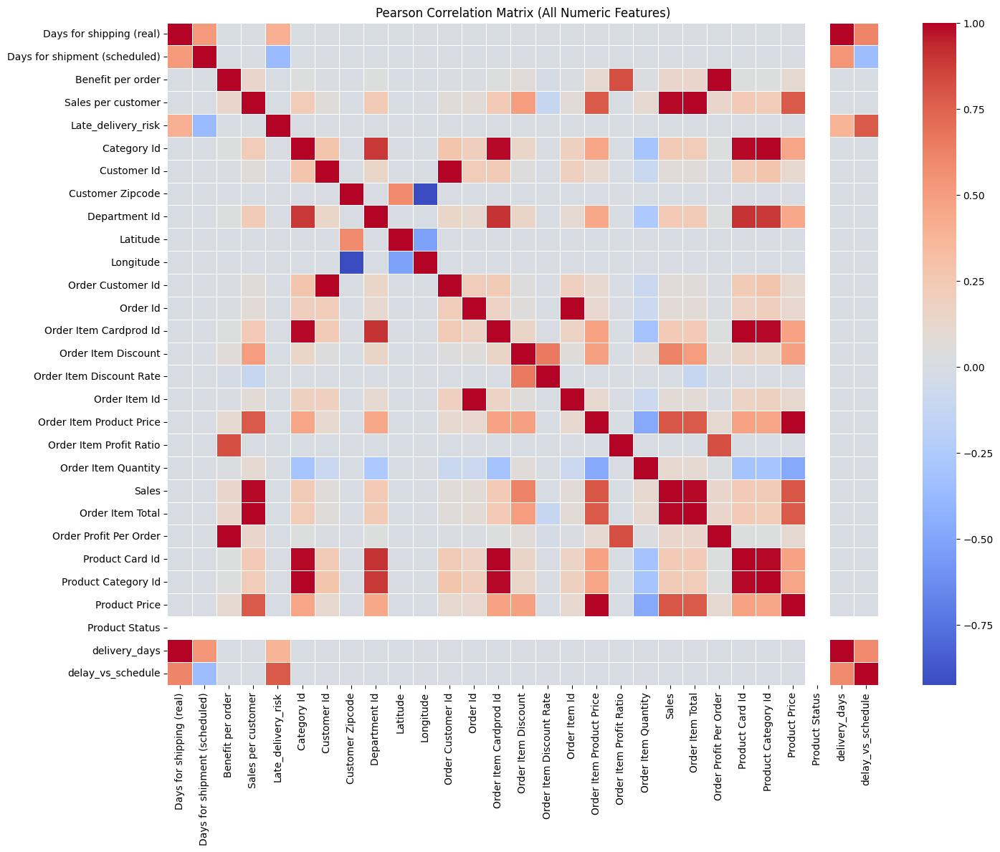 Pearson Correlation Matrix (All Numeric Features)
Days for shipping (real)
Days for shipment (scheduled)
Benefit per order
Sales per customer
Late_delivery_risk
Category Id
Customer Id
Customer Zipcode
Department Id
Latitude
Longitude
Order Customer Id
Order Id
Order Item Cardprod Id
Order Item Discount
Order Item Discount Rate
Order Item Id
Order Item Product Price
Order Item Profit Ratio
Order Item Quantity
Sales
Order Item Total
Order Profit Per Order
Product Card Id
Product Category Id
Product Price
Product Status
delivery_days
delay_vs_schedule
Days for shipping (real)
Days for shipment (scheduled)
Benefit per order
Sales per customer
Late_delivery_risk
Category Id
Customer Id
Customer Zipcode
Department Id
Latitude
Longitude
Order Customer Id
Order Id
Order Item Cardprod Id
Order Item Discount
Order Item Discount Rate
Order Item Id
Order Item Product Price
Order Item Profit Ratio
Order Item Quantity
Sales
Order Item Total
Order Profit Per Order
Product Card Id
Product Category Id
Product Price
Product Status
delivery_days
delay_vs_schedule
1.00
0.75
0.50
0.25
0.00
−0.25
−0.50
−0.75